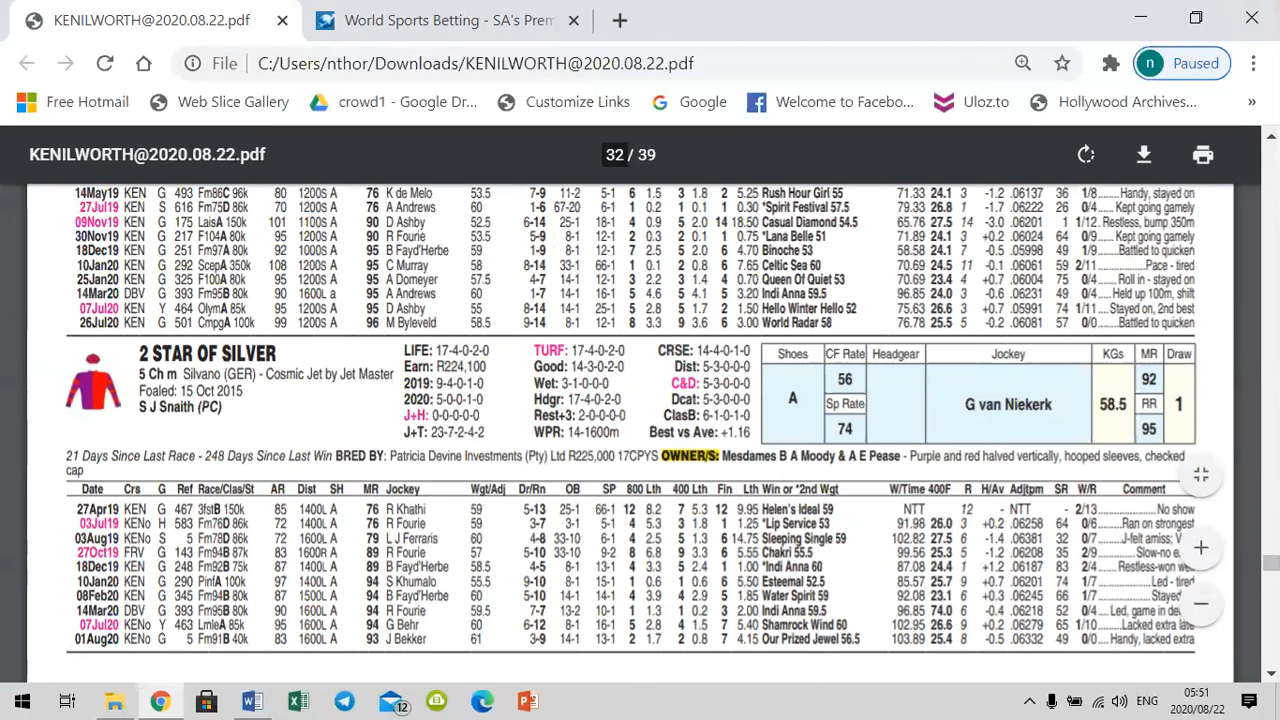 KENILWORTH@2020.08.22.pdf
World Sports Betting - SA's Prem
File C:/Users/nthor/Downloads/KENILWORTH@2020.08.22.pdf
n Paused
Free Hotmail
Web Slice Gallery
crowd1 - Google Dr...
Customize Links
Google
Welcome to Facebo...
Uloz.to
Hollywood Archives...
»
KENILWORTH@2020.08.22.pdf
32 / 39
14May19 KEN G 493 Fm86C 96k 80 1200S A 76 K de Melo 53.5 7-9 11-2 5-1 6 1.5 3 1.8 2 5.25 Rush Hour Girl 55 71.33 24.1 3 -1.2 .06137 36 1/8 ..Handy, stayed on
27Jul19 KEN S 616 Fm75D 86k 70 1200S A 76 A Andrews 60 1-6 67-20 6-1 1 0.2 1 0.1 1 0.30 *Spirit Festival 57.5 79.33 26.8 1 -1.7 .06222 26 0/4 ....Kept going gamely
09Nov19 KEN G 175 LaisA 150k 101 1100S A 90 D Ashby 52.5 6-14 25-1 18-1 4 0.9 5 2.0 14 18.50 Casual Diamond 54.5 65.76 27.5 14 -3.0 .06201 1 1/12.Restless, bump 350m
30Nov19 KEN G 217 F104A 80k 95 1200S A 90 R Fourie 53.5 5-9 8-1 12-1 2 0.3 2 0.1 1 0.75 *Lana Belle 51 71.89 24.1 3 +0.2 .06024 64 0/9 ....Kept going gamely
18Dec19 KEN G 251 Fm97A 80k 92 1000S A 95 B Fayd'Herbe 59 1-9 8-1 12-1 7 2.5 5 2.0 6 4.70 Binoche 53 58.58 24.1 7 -0.5 .05998 49 1/9 ....Battled to quicken
10Jan20 KEN G 292 ScepA 350k 108 1200S A 95 C Murray 58 8-14 33-1 66-1 1 0.1 2 0.8 6 7.65 Celtic Sea 60 70.69 24.5 11 -0.1 .06061 59 2/11 ........Pace - tired
25Jan20 KEN G 325 F100A 80k 90 1200S A 95 A Domeyer 57.5 4-7 14-1 12-1 3 2.2 3 1.4 4 0.70 Queen Of Quiet 53 70.69 23.4 4 +0.7 .06004 75 0/4 ...Roll in - stayed on
14Mar20 DBV G 393 Fm95B 80k 90 1600L a 95 A Andrews 60 1-7 14-1 16-1 5 4.6 5 4.1 5 3.20 Indi Anna 59.5 96.85 24.0 3 -0.6 .06231 49 0/4 ...Held up 100m, shift
07Jul20 KEN Y 464 OlymA 85k 91 1200S A 95 D Ashby 55 8-14 14-1 25-1 5 2.8 5 1.7 2 1.50 Hello Winter Hello 52 75.63 26.6 3 +0.7 .05991 74 1/11 Stayed on, 2nd best
26Jul20 KEN G 501 CmpgA 100k 99 1200S A 96 M Byleveld 58.5 9-14 8-1 12-1 8 3.3 9 3.6 6 3.00 World Radar 58 76.78 25.5 5 -0.2 .06081 57 0/0 ....Battled to quicken
2 STAR OF SILVER
5 Ch m Silvano (GER) - Cosmic Jet by Jet Master
Foaled: 15 Oct 2015
S J Snaith (PC)
LIFE: 17-4-0-2-0 TURF: 17-4-0-2-0 CRSE: 14-4-0-1-0
Earn: R224,100 Good: 14-3-0-2-0 Dist: 5-3-0-0-0
2019: 9-4-0-1-0 Wet: 3-1-0-0-0 C&D: 5-3-0-0-0
2020: 5-0-0-1-0 Hdgr: 17-4-0-2-0 Dcat: 5-3-0-0-0
J+H: 0-0-0-0-0 Rest+3: 2-0-0-0-0 ClasB: 6-1-0-1-0
J+T: 23-7-2-4-2 WPR: 14-1600m Best vs Ave: +1.16
Shoes CF Rate Headgear Jockey KGs MR Draw
56 92
A Sp Rate G van Niekerk 58.5 RR 1
74 95
21 Days Since Last Race - 248 Days Since Last Win BRED BY: Patricia Devine Investments (Pty) Ltd R225,000 17CPYS OWNER/S: Mesdames B A Moody & A E Pease - Purple and red halved vertically, hooped sleeves, checked
cap
Date Crs G Ref Race/Clas/St AR Dist SH MR Jockey Wgt/Adj Dr/Rn OB SP 800 Lth 400 Lth Fin Lth Win or *2nd Wgt W/Time 400F R H/Av Adjtpm SR W/R Comment
27Apr19 KEN G 467 3fstB 150k 85 1400L A 76 R Khathi 60 5-13 25-1 66-1 12 8.2 7 5.3 12 9.95 Helen's Ideal 59 NTT 12 - NTT - 2/13 ............No show
03Jul19 KENo H 583 Fm78D 86k 72 1400L A 76 R Fourie 60 3-7 3-1 5-1 4 5.3 3 1.8 1 1.25 *Lip Service 53 91.98 26.0 3 +0.2 .06258 64 0/6 .....Ran on strongest
03Aug19 KENo S 5 Fm78D 86k 72 1600L A 79 L J Ferraris 60 4-8 33-10 6-1 4 2.5 5 1.3 6 14.75 Sleeping Single 59 102.82 27.5 6 -1.4 .06381 32 0/7 ......J-felt amiss; V
27Oct19 FRV G 143 Fm94B 87k 83 1600R A 89 R Fourie 57 5-10 33-10 9-2 6 6.8 9 3.3 6 5.55 Chakri 55.5 99.56 25.3 5 -1.2 .06208 35 2/9 ........Slow-no e
18Dec19 KEN G 251 Fm92B 75k 89 1400L A 89 B Fayd'Herbe 58.5 4-5 8-1 13-1 4 3.3 5 2.4 1 1.00 *Indi Anna 60 87.08 24.4 1 +1.2 .06187 83 2/4 ......Restless-won we
10Jan20 KEN G 290 PinfA 100k 97 1400L A 94 S Khumalo 55.5 9-10 8-1 15-1 1 0.6 1 0.6 6 5.50 Esteemal 52.5 85.57 25.7 9 +0.7 .06201 74 1/1 ..........Led - tired
08Feb20 KEN G 345 Fm94B 80k 87 1500L A 94 B Fayd'Herbe 60 5-10 8-1 14-1 4 3.9 4 2.9 5 1.85 Water Spirit 59 92.08 23.1 6 +0.3 .06245 66 1/7 ..............Stayed
14Mar20 DBV G 393 Fm95B 80k 90 1600L A 94 R Fourie 59.5 7-7 13-2 10-1 1 1.3 1 0.2 3 2.00 Indi Anna 59.5 96.85 74.0 6 -0.4 .06218 52 0/4 ...Led, game in de
07Jul20 KENo Y 463 LmleA 85k 91 1600L A 94 G Behr 60 6-12 8-1 16-1 5 2.8 4 1.5 7 5.40 Shamrock Wind 60 102.95 26.6 9 +0.2 .06279 65 1/10 ...Lacked extra late
01Aug20 KENo G 5 Fm91B 40k 83 1600L A 93 J Bekker 61 3-9 14-1 13-1 2 1.7 2 0.8 7 4.15 Our Prized Jewel 56.5 103.89 25.4 8 -0.5 .06332 49 0/0 .Handy, lacked extra
12
ENG
05:51
2020/08/22